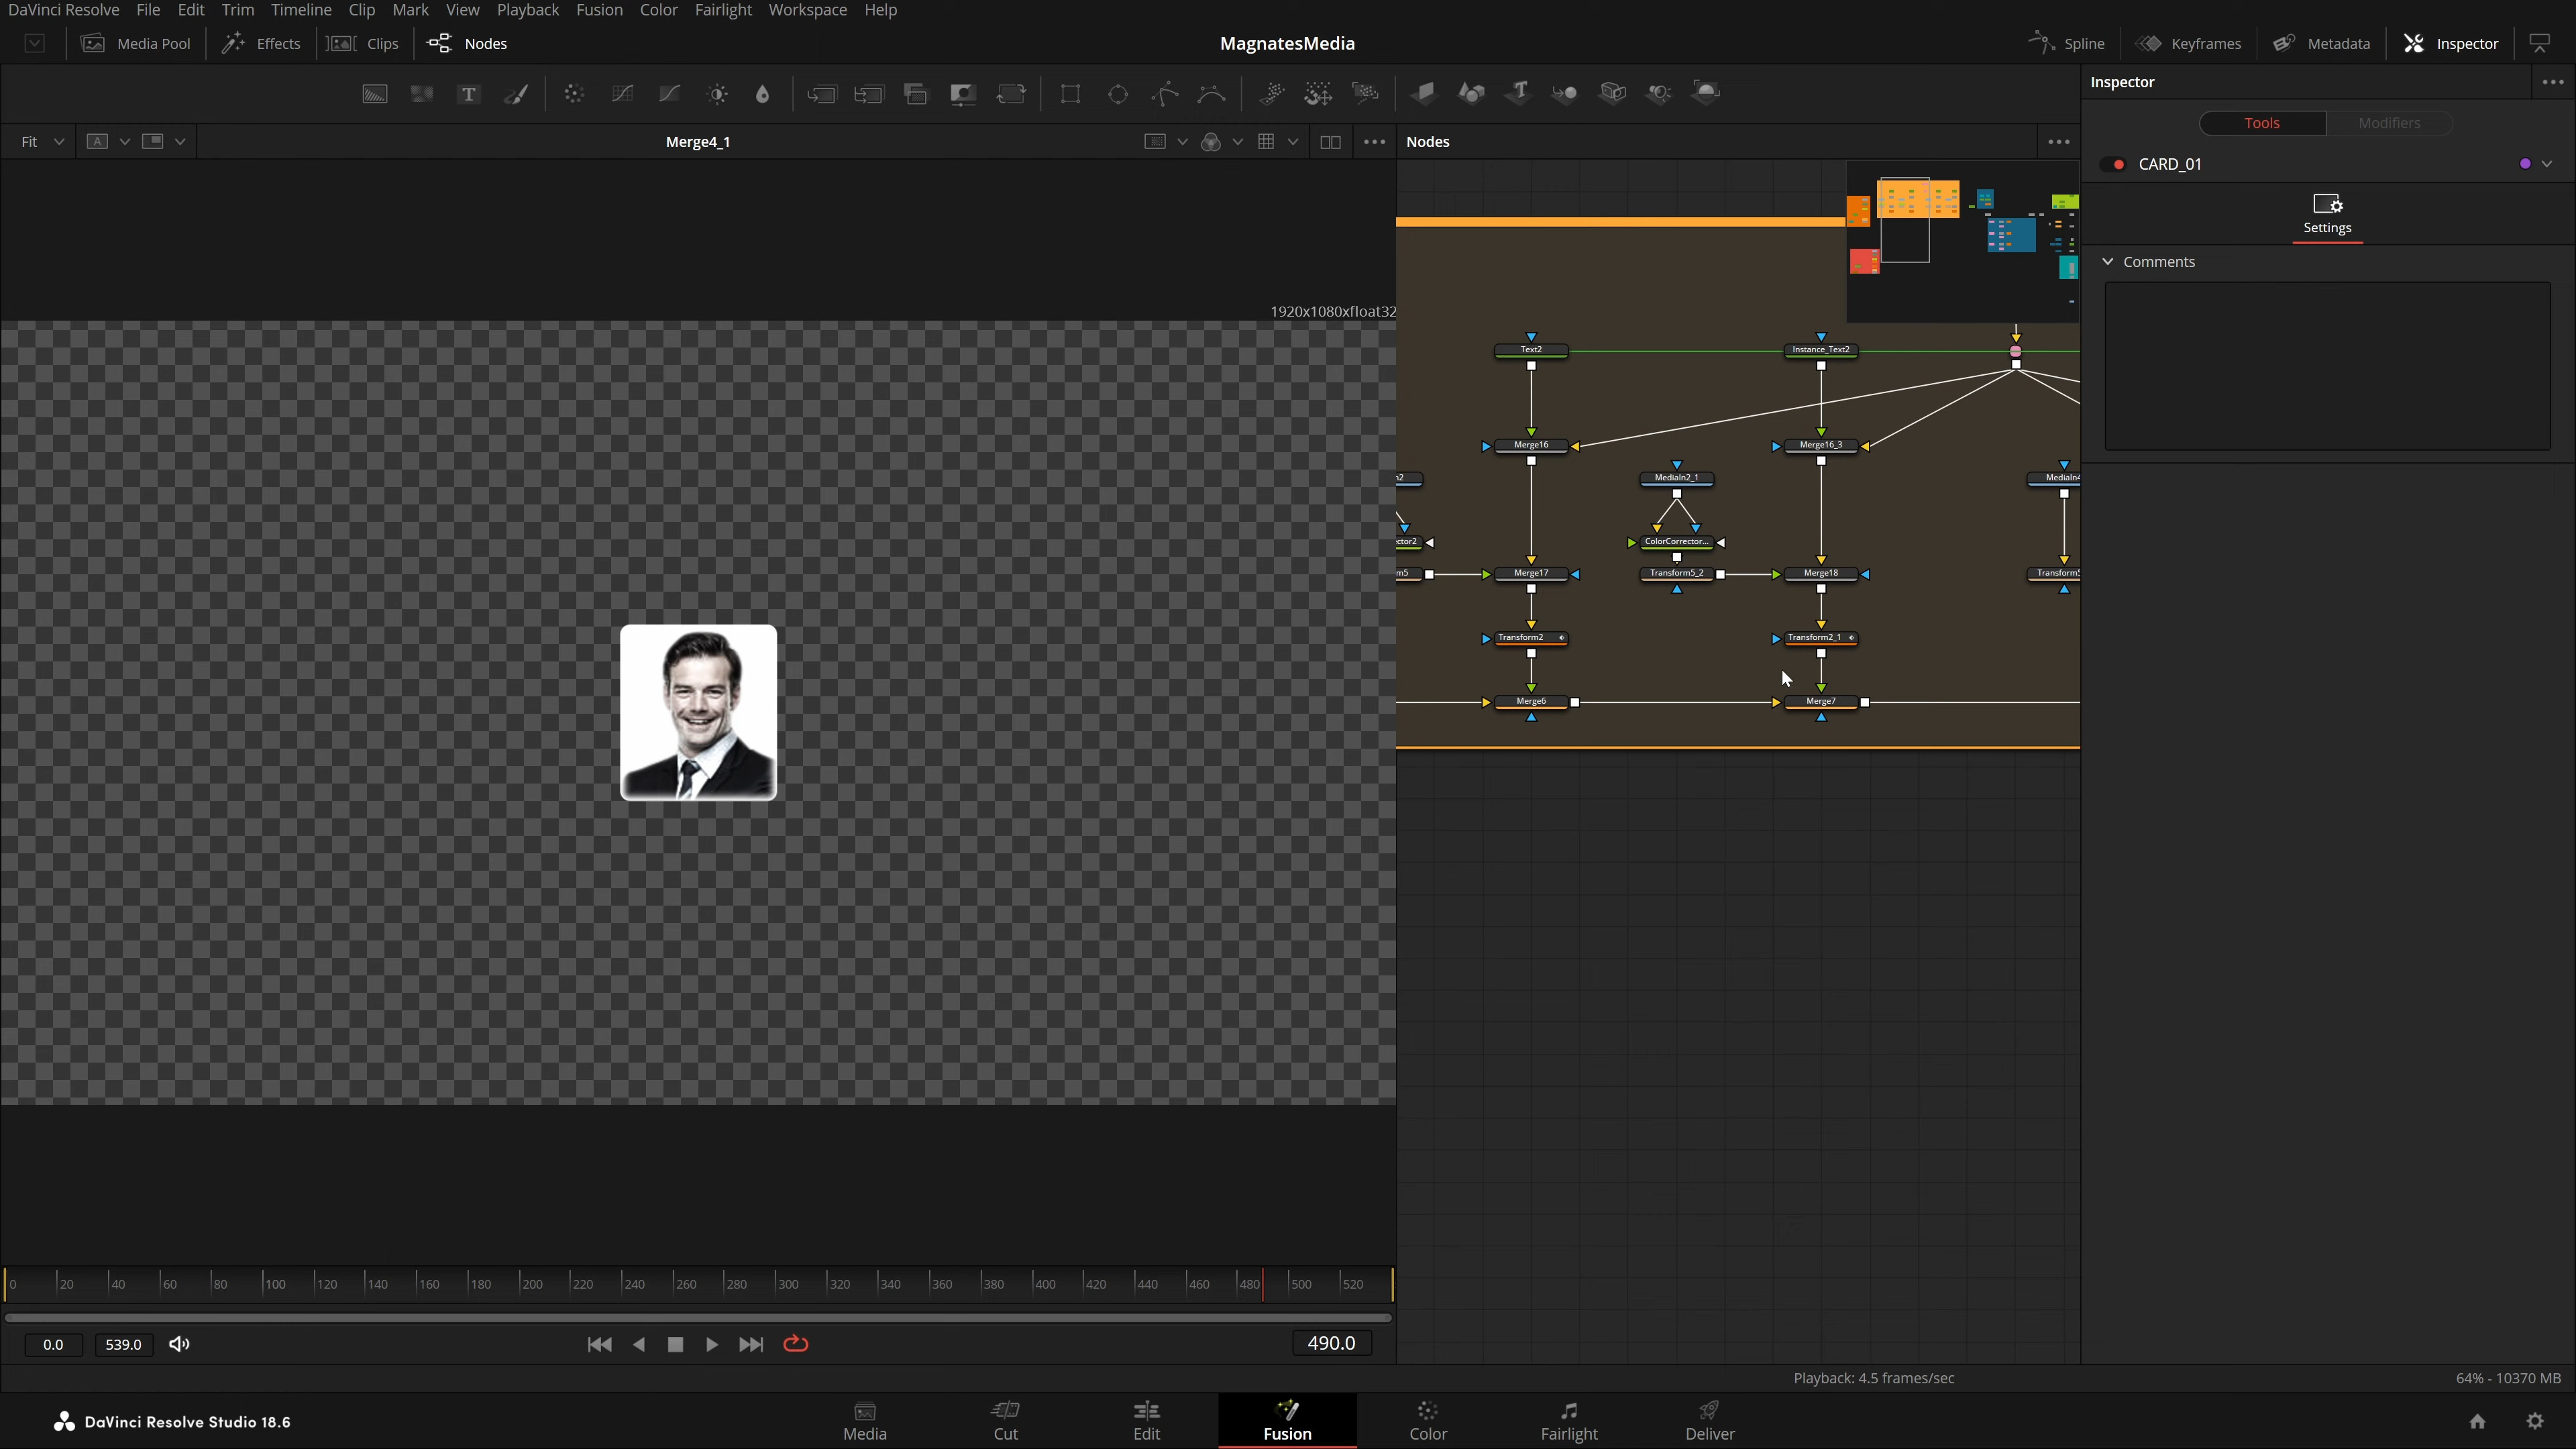 DaVinci Resolve File Edit Trim Timeline Clip Mark View Playback Fusion Color Fairlight Workspace Help
Media Pool Effects Clips Nodes MagnatesMedia Spline Keyframes Metadata Inspector
Inspector
Tools Modifiers
Fit A Merge4_1 Nodes
CARD_01
Settings
Comments
1920x1080xfloat32
Text2 Instance_Text2
Merge16 Merge16_3
n2 MediaIn2_1 MediaIn4
ctor2 ColorCorrector...
m5 Merge17 Transform5_2 Merge18 Transform5
Transform2 Transform2_1
Merge6 Merge7
0 20 40 60 80 100 120 140 160 180 200 220 240 260 280 300 320 340 360 380 400 420 440 460 480 500 520
0.0 539.0 490.0
Playback: 4.5 frames/sec 64% - 10370 MB
DaVinci Resolve Studio 18.6 Media Cut Edit Fusion Color Fairlight Deliver